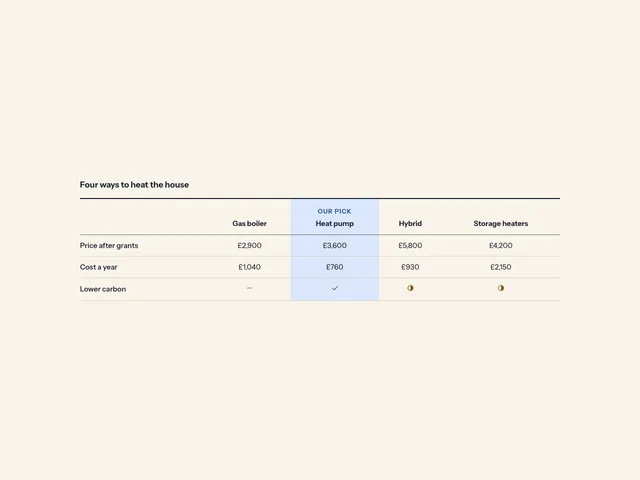 Four ways to heat the house
OUR PICK
Gas boiler Heat pump Hybrid Storage heaters
Price after grants £2,900 £3,600 £5,800 £4,200
Cost a year £1,040 £760 £930 £2,150
Lower carbon — ✓ ◑ ◑